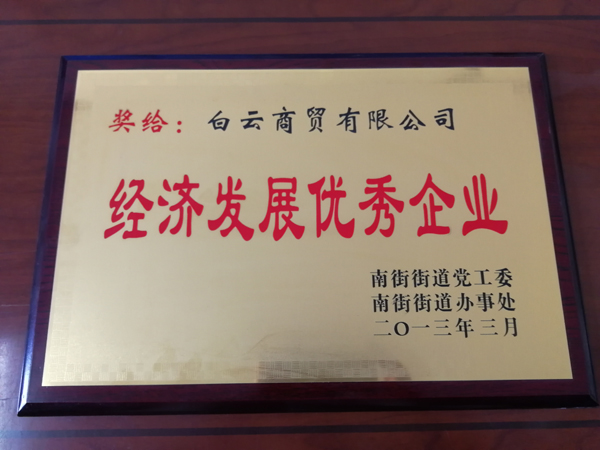 奖给：白云商贸有限公司
经济发展优秀企业
南街街道党工委
南街街道办事处
二〇一三年三月